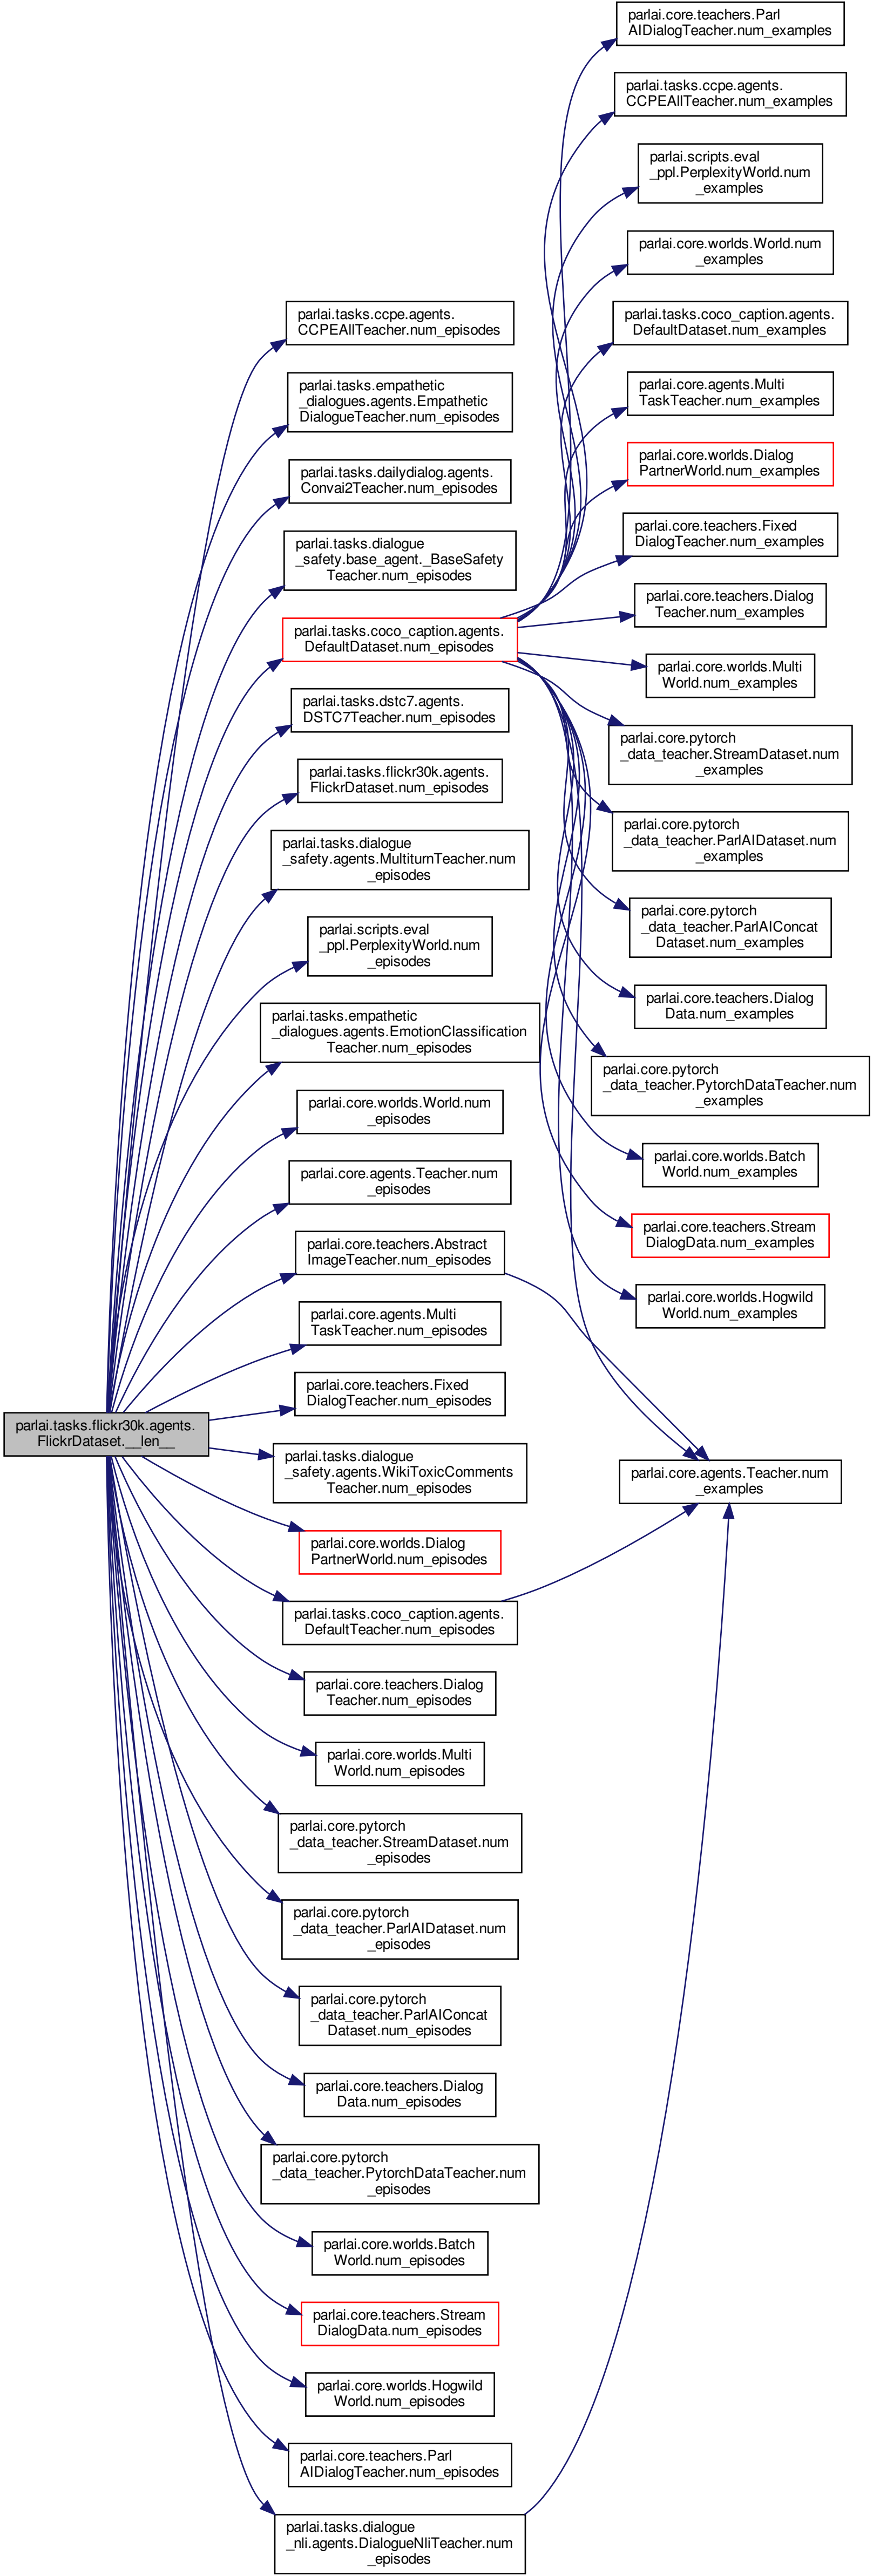 parlai.core.teachers.Parl
AIDialogTeacher.num_examples
parlai.tasks.ccpe.agents.
CCPEAllTeacher.num_examples
parlai.scripts.eval
_ppl.PerplexityWorld.num
_examples
parlai.core.worlds.World.num
_examples
parlai.tasks.coco_caption.agents.
DefaultDataset.num_examples
parlai.core.agents.Multi
TaskTeacher.num_examples
parlai.core.worlds.Dialog
PartnerWorld.num_examples
parlai.core.teachers.Fixed
DialogTeacher.num_examples
parlai.core.teachers.Dialog
Teacher.num_examples
parlai.core.worlds.Multi
World.num_examples
parlai.core.pytorch
_data_teacher.StreamDataset.num
_examples
parlai.core.pytorch
_data_teacher.ParlAIDataset.num
_examples
parlai.core.pytorch
_data_teacher.ParlAIConcat
Dataset.num_examples
parlai.core.teachers.Dialog
Data.num_examples
parlai.core.pytorch
_data_teacher.PytorchDataTeacher.num
_examples
parlai.core.worlds.Batch
World.num_examples
parlai.core.teachers.Stream
DialogData.num_examples
parlai.core.worlds.Hogwild
World.num_examples
parlai.core.agents.Teacher.num
_examples
parlai.tasks.ccpe.agents.
CCPEAllTeacher.num_episodes
parlai.tasks.empathetic
_dialogues.agents.Empathetic
DialogueTeacher.num_episodes
parlai.tasks.dailydialog.agents.
Convai2Teacher.num_episodes
parlai.tasks.dialogue
_safety.base_agent._BaseSafety
Teacher.num_episodes
parlai.tasks.coco_caption.agents.
DefaultDataset.num_episodes
parlai.tasks.dstc7.agents.
DSTC7Teacher.num_episodes
parlai.tasks.flickr30k.agents.
FlickrDataset.num_episodes
parlai.tasks.dialogue
_safety.agents.MultiturnTeacher.num
_episodes
parlai.scripts.eval
_ppl.PerplexityWorld.num
_episodes
parlai.tasks.empathetic
_dialogues.agents.EmotionClassification
Teacher.num_episodes
parlai.core.worlds.World.num
_episodes
parlai.core.agents.Teacher.num
_episodes
parlai.core.teachers.Abstract
ImageTeacher.num_episodes
parlai.core.agents.Multi
TaskTeacher.num_episodes
parlai.core.teachers.Fixed
DialogTeacher.num_episodes
parlai.tasks.flickr30k.agents.
FlickrDataset.__len__
parlai.tasks.dialogue
_safety.agents.WikiToxicComments
Teacher.num_episodes
parlai.core.worlds.Dialog
PartnerWorld.num_episodes
parlai.tasks.coco_caption.agents.
DefaultTeacher.num_episodes
parlai.core.teachers.Dialog
Teacher.num_episodes
parlai.core.worlds.Multi
World.num_episodes
parlai.core.pytorch
_data_teacher.StreamDataset.num
_episodes
parlai.core.pytorch
_data_teacher.ParlAIDataset.num
_episodes
parlai.core.pytorch
_data_teacher.ParlAIConcat
Dataset.num_episodes
parlai.core.teachers.Dialog
Data.num_episodes
parlai.core.pytorch
_data_teacher.PytorchDataTeacher.num
_episodes
parlai.core.worlds.Batch
World.num_episodes
parlai.core.teachers.Stream
DialogData.num_episodes
parlai.core.worlds.Hogwild
World.num_episodes
parlai.core.teachers.Parl
AIDialogTeacher.num_episodes
parlai.tasks.dialogue
_nli.agents.DialogueNliTeacher.num
_episodes